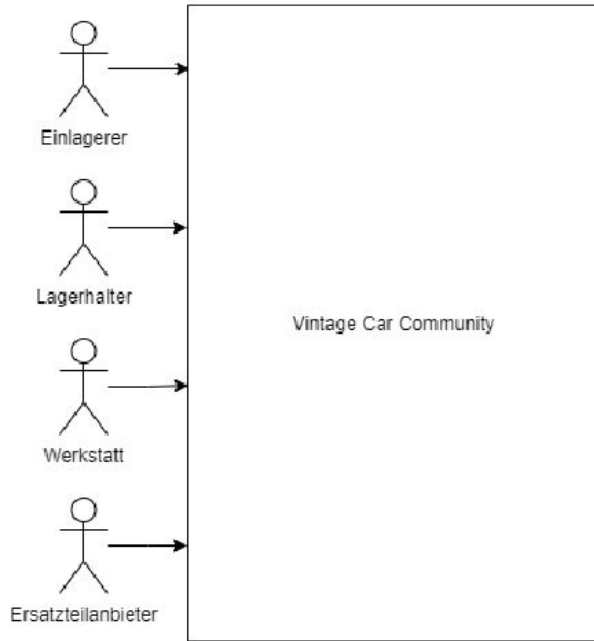 Einlagerer
Lagerhalter
Vintage Car Community
Werkstatt
Ersatzteilanbieter